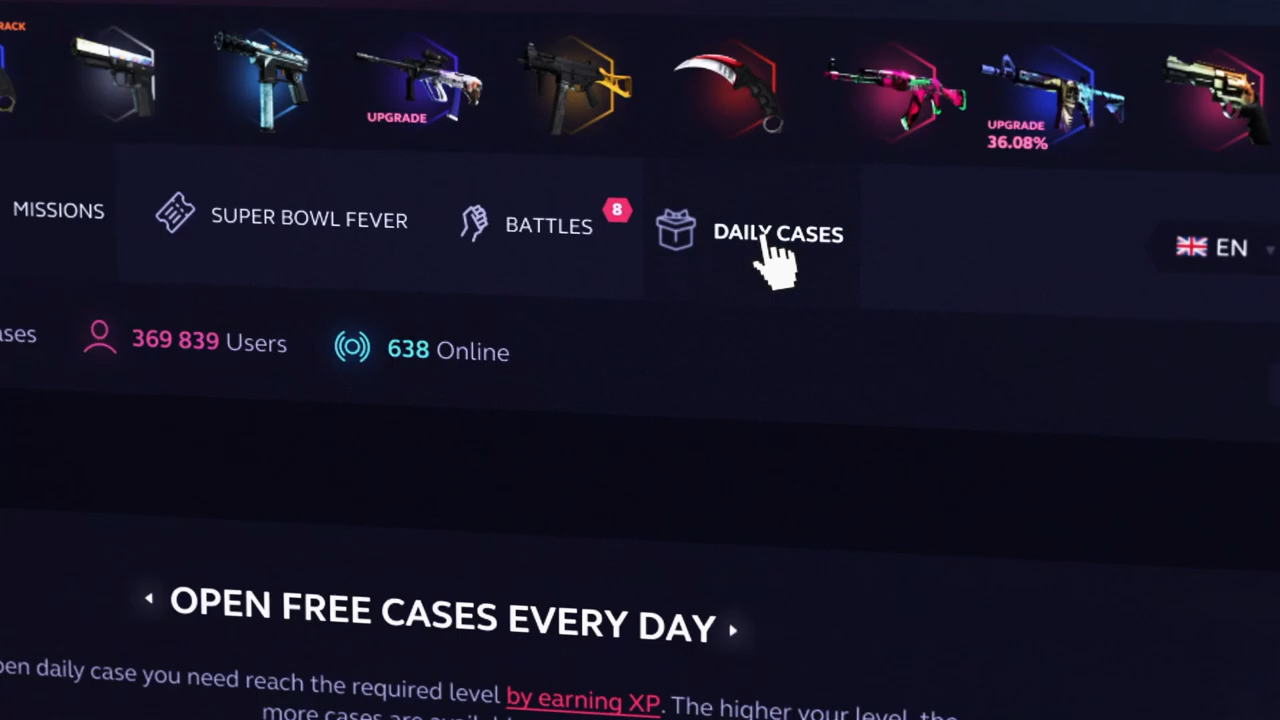 RACK
UPGRADE
UPGRADE
36.08%
MISSIONS
SUPER BOWL FEVER
BATTLES
8
DAILY CASES
EN
369 839 Users
638 Online
OPEN FREE CASES EVERY DAY
daily case you need reach the required level by earning XP. The higher your level, the
more cases are